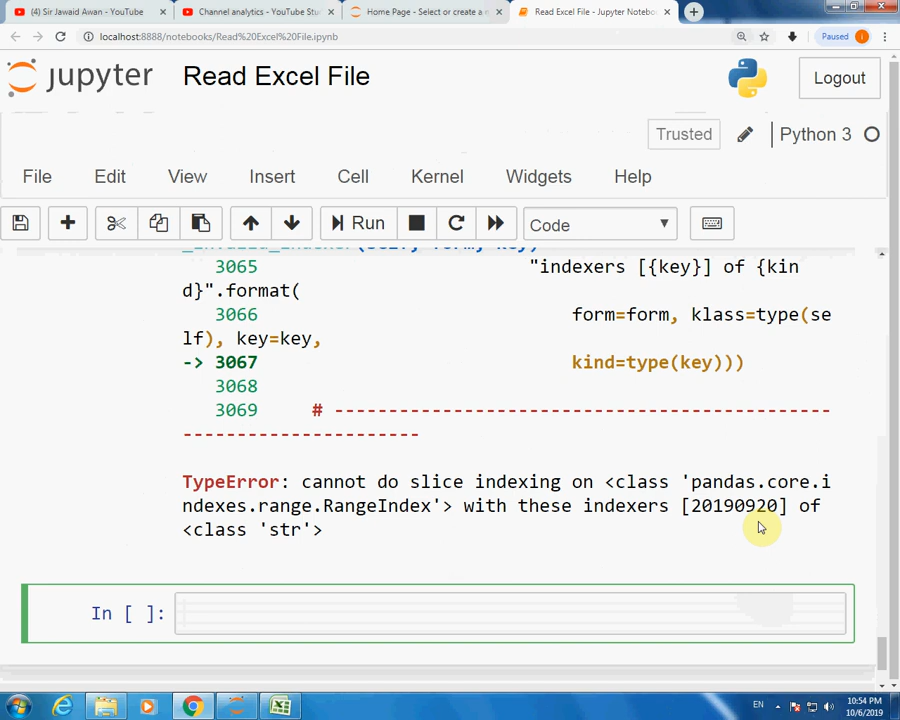 (4) Sir Jawaid Awan - YouTube
Channel analytics - YouTube Stu
Home Page - Select or create a n
Read Excel File - Jupyter Notebo
localhost:8888/notebooks/Read%20Excel%20File.ipynb
Paused
jupyter
Read Excel File
Logout
Trusted
Python 3
File Edit View Insert Cell Kernel Widgets Help
Run
Code
_invalid_indexer(self, form, key)
3065 "indexers [{key}] of {kin
d}".format(
3066 form=form, klass=type(se
lf), key=key,
-> 3067 kind=type(key)))
3068
3069 # ----------------------------------------------
----------------------
TypeError: cannot do slice indexing on <class 'pandas.core.i
ndexes.range.RangeIndex'> with these indexers [20190920] of
<class 'str'>
In [ ]:
EN
10:54 PM
10/6/2019